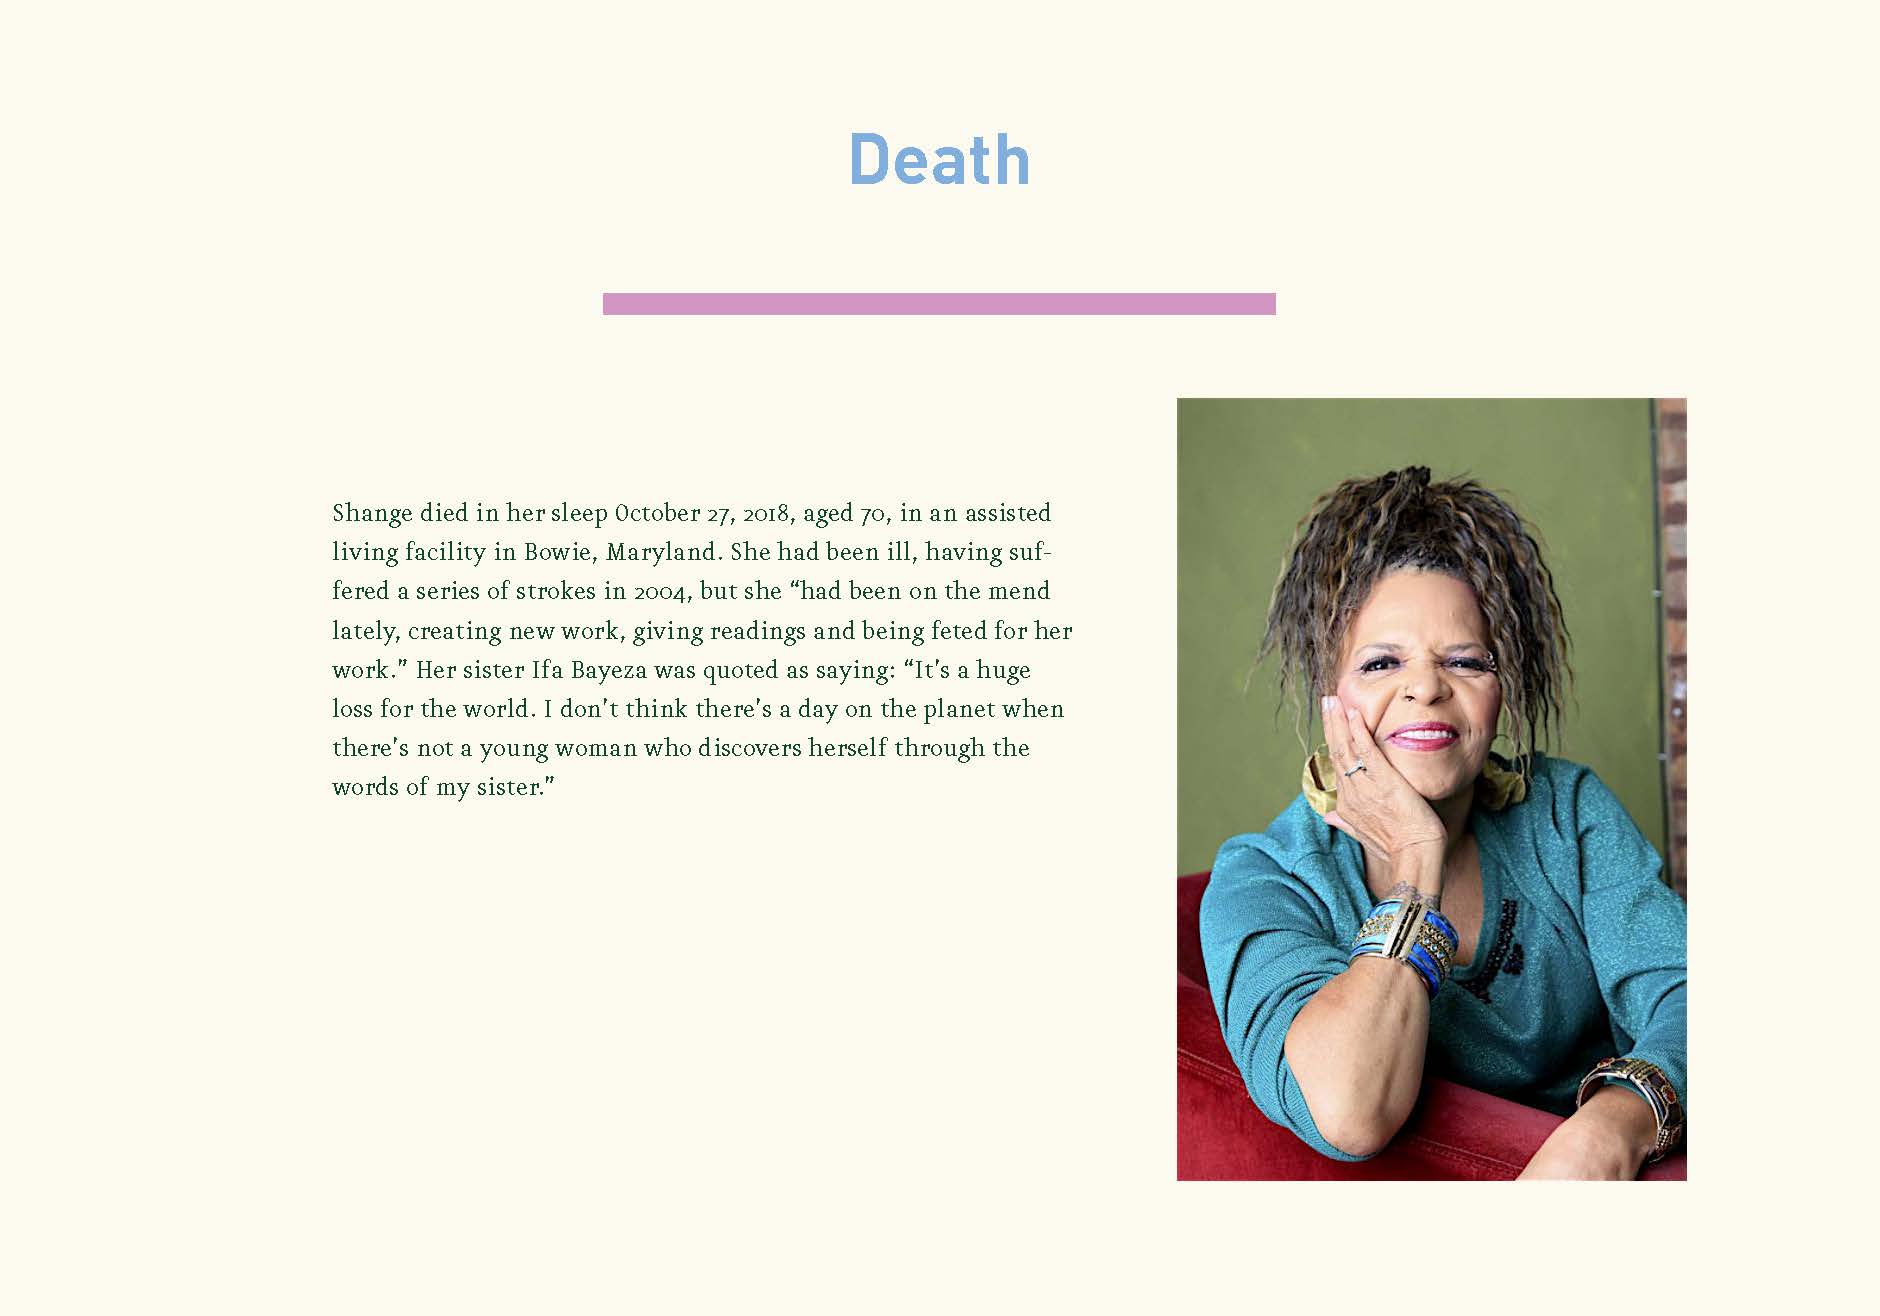 Death
Shange died in her sleep October 27, 2018, aged 70, in an assisted
living facility in Bowie, Maryland. She had been ill, having suf-
fered a series of strokes in 2004, but she “had been on the mend
lately, creating new work, giving readings and being feted for her
work." Her sister Ifa Bayeza was quoted as saying: “It's a huge
loss for the world. I don't think there's a day on the planet when
there's not a young woman who discovers herself through the
words of my sister."